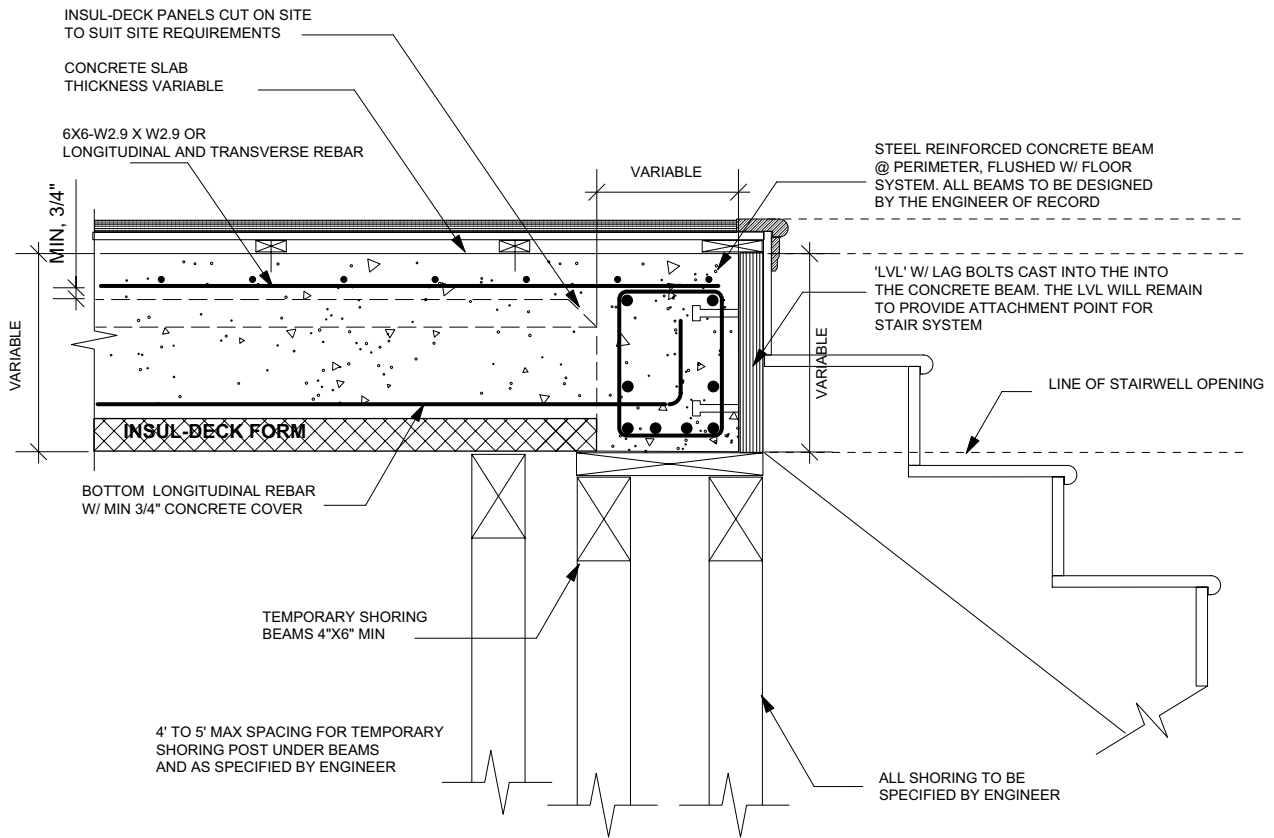 INSUL-DECK PANELS CUT ON SITE
TO SUIT SITE REQUIREMENTS
CONCRETE SLAB
THICKNESS VARIABLE
6X6-W2.9 X W2.9 OR
LONGITUDINAL AND TRANSVERSE REBAR
MIN, 3/4"
VARIABLE
VARIABLE
STEEL REINFORCED CONCRETE BEAM
@ PERIMETER, FLUSHED W/ FLOOR
SYSTEM. ALL BEAMS TO BE DESIGNED
BY THE ENGINEER OF RECORD
'LVL' W/ LAG BOLTS CAST INTO THE INTO
THE CONCRETE BEAM. THE LVL WILL REMAIN
TO PROVIDE ATTACHMENT POINT FOR
STAIR SYSTEM
VARIABLE
LINE OF STAIRWELL OPENING
INSUL-DECK FORM
BOTTOM LONGITUDINAL REBAR
W/ MIN 3/4" CONCRETE COVER
TEMPORARY SHORING
BEAMS 4"X6" MIN
4' TO 5' MAX SPACING FOR TEMPORARY
SHORING POST UNDER BEAMS
AND AS SPECIFIED BY ENGINEER
ALL SHORING TO BE
SPECIFIED BY ENGINEER